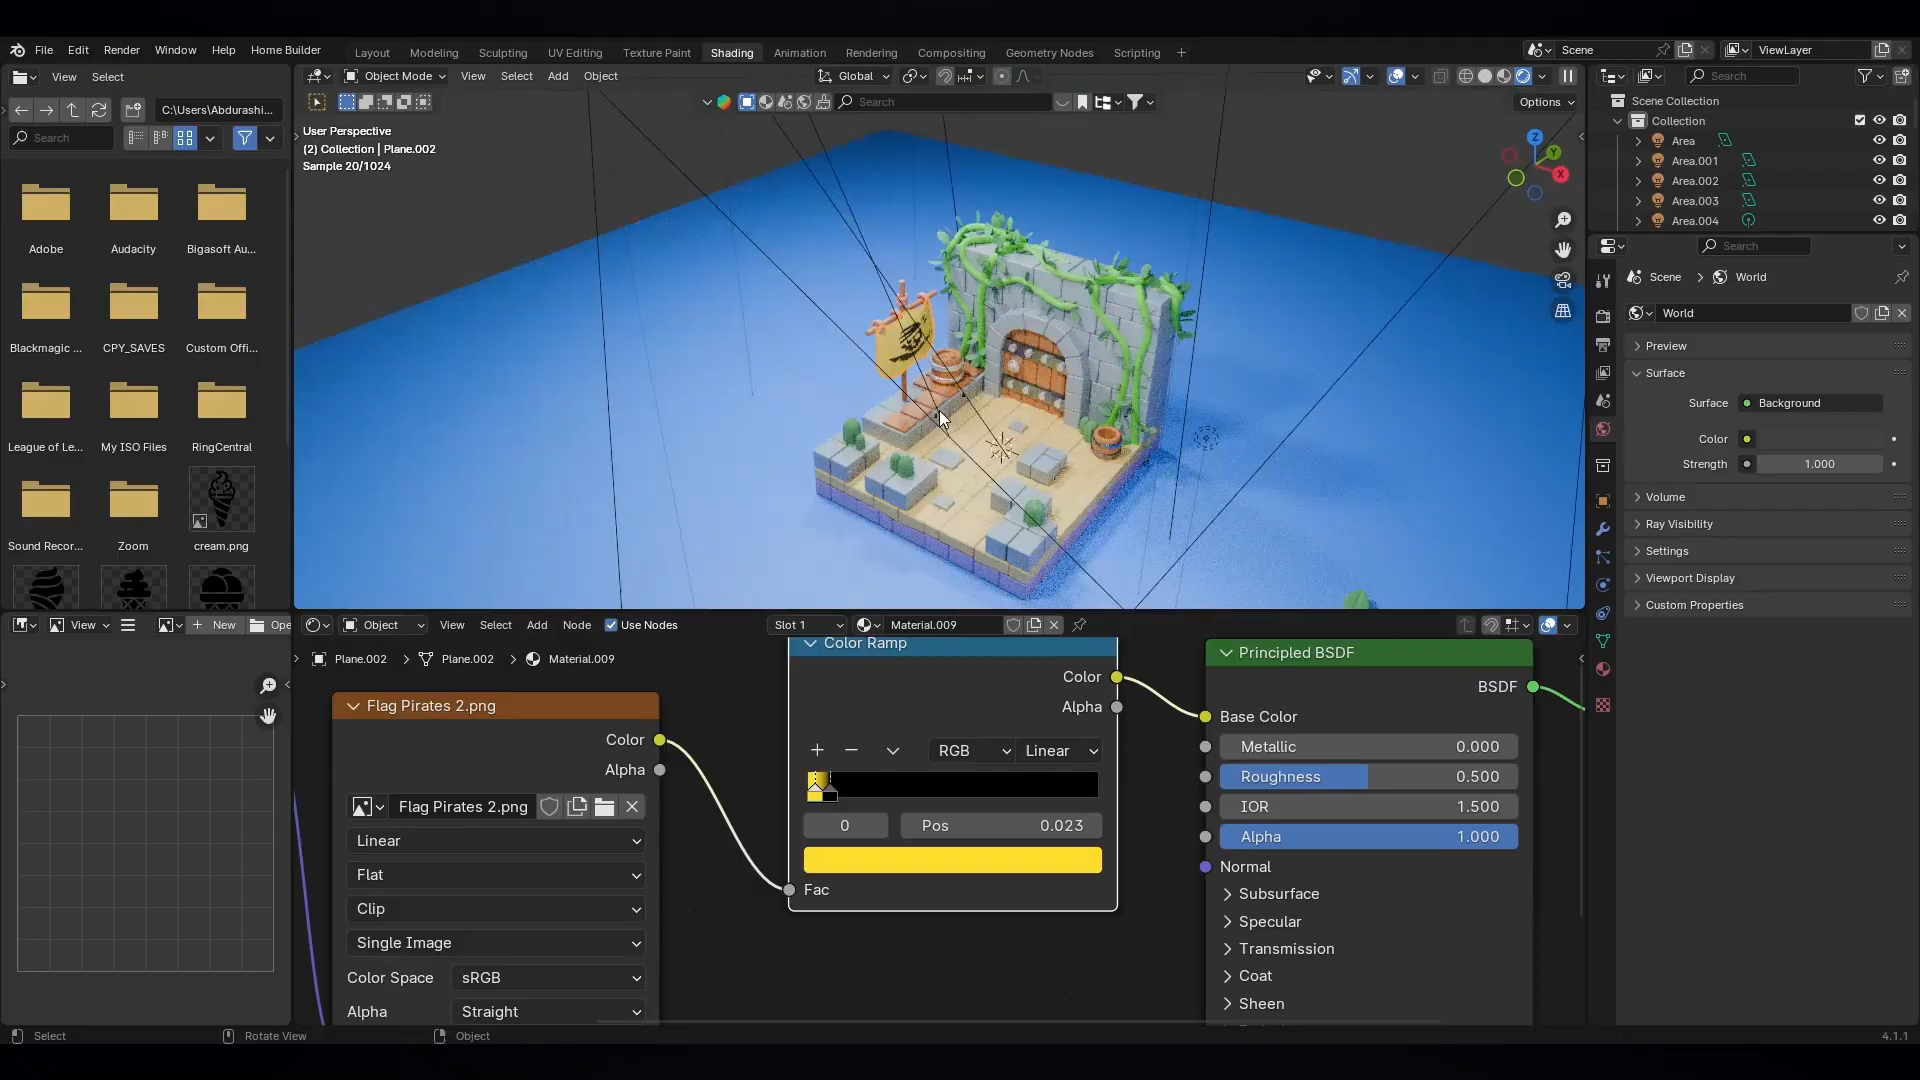 File Edit Render Window Help Home Builder
Layout Modeling Sculpting UV Editing Texture Paint Shading Animation Rendering Compositing Geometry Nodes Scripting +
Scene
ViewLayer
View Select
Object Mode View Select Add Object
Global
Search
C:\Users\Abdurashi...
Search
Search
Options
User Perspective
(2) Collection | Plane.002
Sample 20/1024
Z
Y
X
Adobe
Audacity
Bigasoft Au...
Blackmagic ...
CPY_SAVES
Custom Offi...
League of Le...
My ISO Files
RingCentral
Sound Recor...
Zoom
cream.png
Scene Collection
Collection
Area
Area.001
Area.002
Area.003
Area.004
Search
Scene > World
World
Preview
Surface
Surface Background
Color
Strength 1.000
Volume
Ray Visibility
Settings
Viewport Display
Custom Properties
View + New Ope
Object View Select Add Node Use Nodes
Slot 1
Material.009
Plane.002 > Plane.002 > Material.009
Flag Pirates 2.png
Color
Alpha
Flag Pirates 2.png
Linear
Flat
Clip
Single Image
Color Space sRGB
Alpha Straight
Color Ramp
Color
Alpha
+ − RGB Linear
0 Pos 0.023
Fac
Principled BSDF
BSDF
Base Color
Metallic 0.000
Roughness 0.500
IOR 1.500
Alpha 1.000
Normal
Subsurface
Specular
Transmission
Coat
Sheen
Select
Rotate View
Object
4.1.1